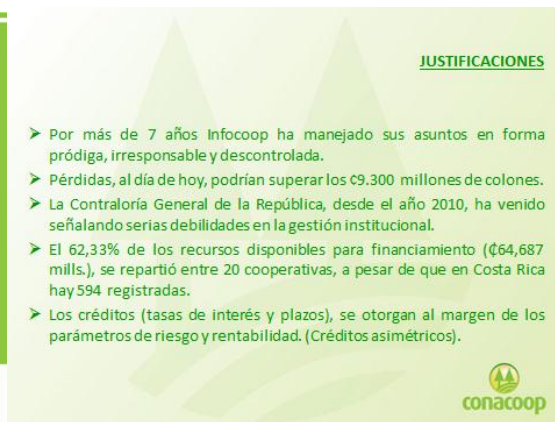 JUSTIFICACIONES
➢ Por más de 7 años Infocoop ha manejado sus asuntos en forma
pródiga, irresponsable y descontrolada.
➢ Pérdidas, al día de hoy, podrían superar los ¢9.300 millones de colones.
➢ La Contraloría General de la República, desde el año 2010, ha venido
señalando serias debilidades en la gestión institucional.
➢ El 62,33% de los recursos disponibles para financiamiento (₡64,687
mills.), se repartió entre 20 cooperativas, a pesar de que en Costa Rica
hay 594 registradas.
➢ Los créditos (tasas de interés y plazos), se otorgan al margen de los
parámetros de riesgo y rentabilidad. (Créditos asimétricos).
conacoop